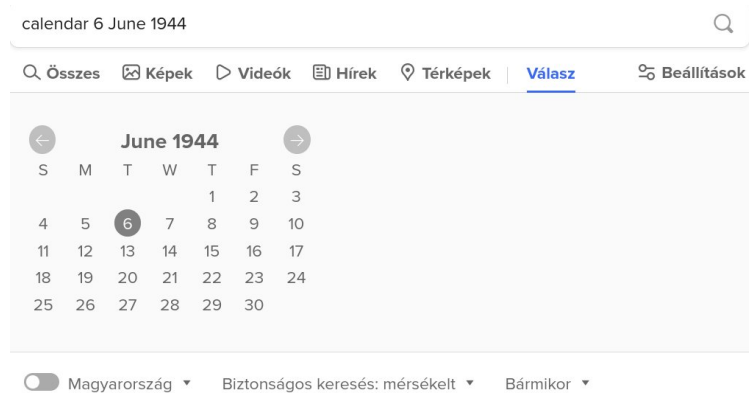 calendar 6 June 1944
Összes Képek Videók Hírek Térképek Válasz Beállítások
June 1944
S M T W T F S
1 2 3
4 5 6 7 8 9 10
11 12 13 14 15 16 17
18 19 20 21 22 23 24
25 26 27 28 29 30
Magyarország Biztonságos keresés: mérsékelt Bármikor